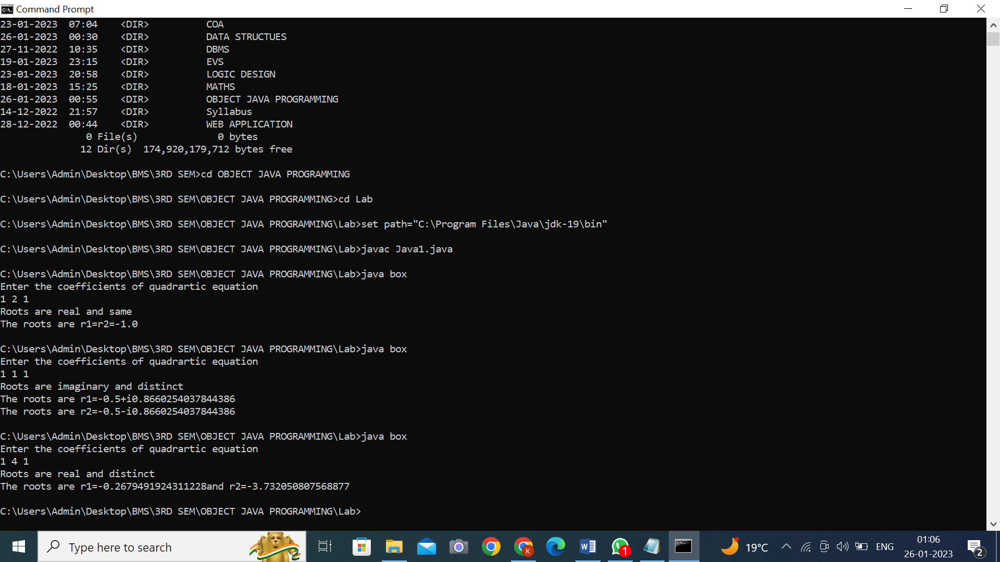 Command Prompt
23-01-2023  07:04    <DIR>          COA
26-01-2023  00:30    <DIR>          DATA STRUCTUES
27-11-2022  10:35    <DIR>          DBMS
19-01-2023  23:15    <DIR>          EVS
23-01-2023  20:58    <DIR>          LOGIC DESIGN
18-01-2023  15:25    <DIR>          MATHS
26-01-2023  00:55    <DIR>          OBJECT JAVA PROGRAMMING
14-12-2022  21:57    <DIR>          Syllabus
28-12-2022  00:44    <DIR>          WEB APPLICATION
               0 File(s)              0 bytes
              12 Dir(s)  174,920,179,712 bytes free
C:\Users\Admin\Desktop\BMS\3RD SEM>cd OBJECT JAVA PROGRAMMING
C:\Users\Admin\Desktop\BMS\3RD SEM\OBJECT JAVA PROGRAMMING>cd Lab
C:\Users\Admin\Desktop\BMS\3RD SEM\OBJECT JAVA PROGRAMMING\Lab>set path="C:\Program Files\Java\jdk-19\bin"
C:\Users\Admin\Desktop\BMS\3RD SEM\OBJECT JAVA PROGRAMMING\Lab>javac Java1.java
C:\Users\Admin\Desktop\BMS\3RD SEM\OBJECT JAVA PROGRAMMING\Lab>java box
Enter the coefficients of quadrartic equation
1 2 1
Roots are real and same
The roots are r1=r2=-1.0
C:\Users\Admin\Desktop\BMS\3RD SEM\OBJECT JAVA PROGRAMMING\Lab>java box
Enter the coefficients of quadrartic equation
1 1 1
Roots are imaginary and distinct
The roots are r1=-0.5+i0.8660254037844386
The roots are r2=-0.5-i0.8660254037844386
C:\Users\Admin\Desktop\BMS\3RD SEM\OBJECT JAVA PROGRAMMING\Lab>java box
Enter the coefficients of quadrartic equation
1 4 1
Roots are real and distinct
The roots are r1=-0.2679491924311228and r2=-3.732050807568877
C:\Users\Admin\Desktop\BMS\3RD SEM\OBJECT JAVA PROGRAMMING\Lab>
Type here to search
K
1
19°C
ENG
01:06
26-01-2023
2